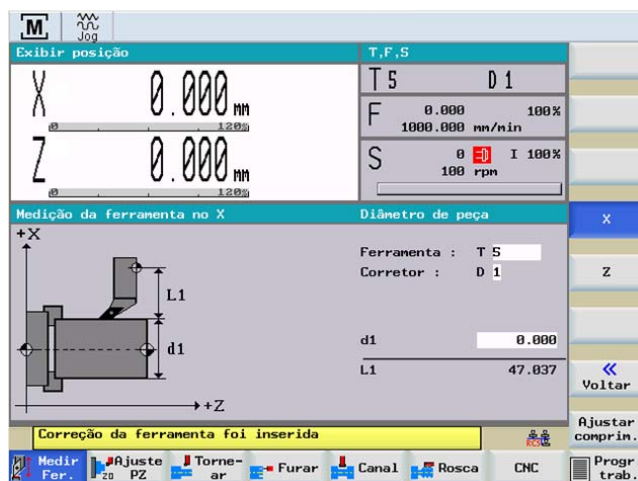 M
Jog
Exibir posição
T,F,S
X 0.000 mm
0 120%
Z 0.000 mm
0 120%
T 5 D 1
F 0.000 100%
1000.000 mm/min
S 0 I 100%
100 rpm
Medição da ferramenta no X
Diâmetro de peça
+X
L1
d1
+Z
Ferramenta : T 5
Corretor : D 1
d1 0.000
L1 47.037
X
Z
«
Voltar
Ajustar
comprim.
Correção da ferramenta foi inserida
RCS
Medir
Fer.
20
Ajuste
PZ
Torne-
ar
Furar
Canal
Rosca
CNC
Progr
trab.